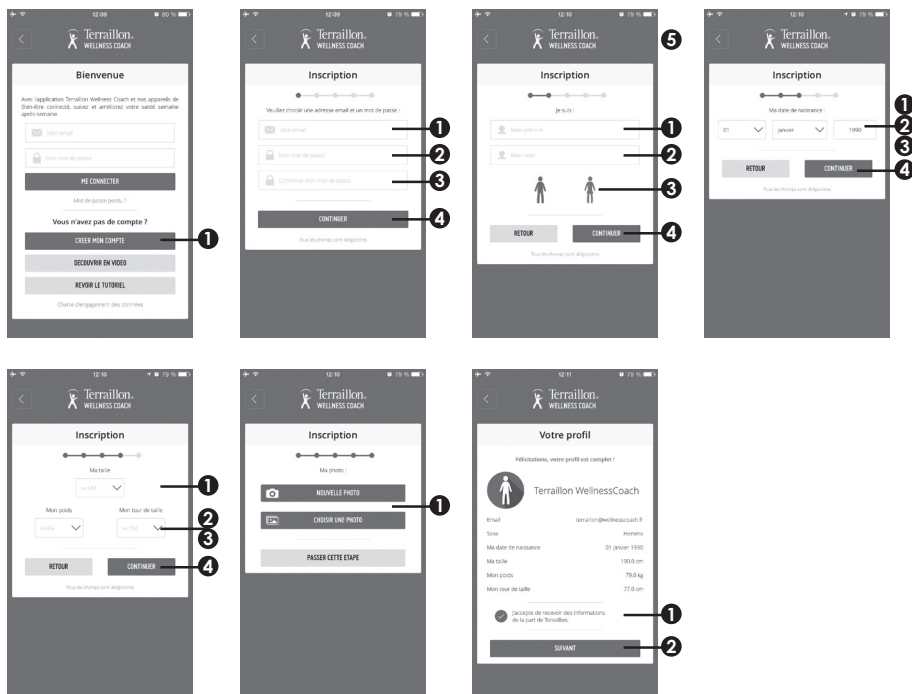 12:09
80 %
Terraillon®
WELLNESS COACH
Bienvenue
Avec l'application Terraillon Wellness Coach et nos appareils de
Bien-être connecté, suivez et améliorez votre santé semaine
après semaine.
Mon email
Mon mot de passe
ME CONNECTER
Mot de passe perdu ?
Vous n'avez pas de compte ?
CREER MON COMPTE
1
DECOUVRIR EN VIDEO
REVOIR LE TUTORIEL
Charte d'engagement des données
12:09
79 %
Terraillon®
WELLNESS COACH
Inscription
Veuillez choisir une adresse email et un mot de passe :
Mon email
1
Mon mot de passe
2
Confirmer mon mot de passe
3
CONTINUER
4
Tous les champs sont obligatoires
12:10
79 %
Terraillon®
WELLNESS COACH
5
Inscription
Je suis :
Mon prénom
1
Mon nom
2
3
RETOUR
CONTINUER
4
Tous les champs sont obligatoires
12:10
79 %
Terraillon®
WELLNESS COACH
Inscription
Ma date de naissance :
1
01
janvier
1990
2
3
RETOUR
CONTINUER
4
Tous les champs sont obligatoires
12:10
79 %
Terraillon®
WELLNESS COACH
Inscription
Ma taille
1
Mon poids
Mon tour de taille
2
3
RETOUR
CONTINUER
4
Tous les champs sont obligatoires
12:10
79 %
Terraillon®
WELLNESS COACH
Inscription
Ma photo :
NOUVELLE PHOTO
1
CHOISIR UNE PHOTO
PASSER CETTE ETAPE
12:11
79 %
Terraillon®
WELLNESS COACH
Votre profil
Félicitations, votre profil est complet !
Terraillon WellnessCoach
Email
terraillon@wellnesscoach.fr
Sexe
Homme
Ma date de naissance
01 janvier 1990
Ma taille
190.0 cm
Mon poids
79.0 kg
Mon tour de taille
77.0 cm
J'accepte de recevoir des informations
de la part de Terraillon.
1
SUIVANT
2